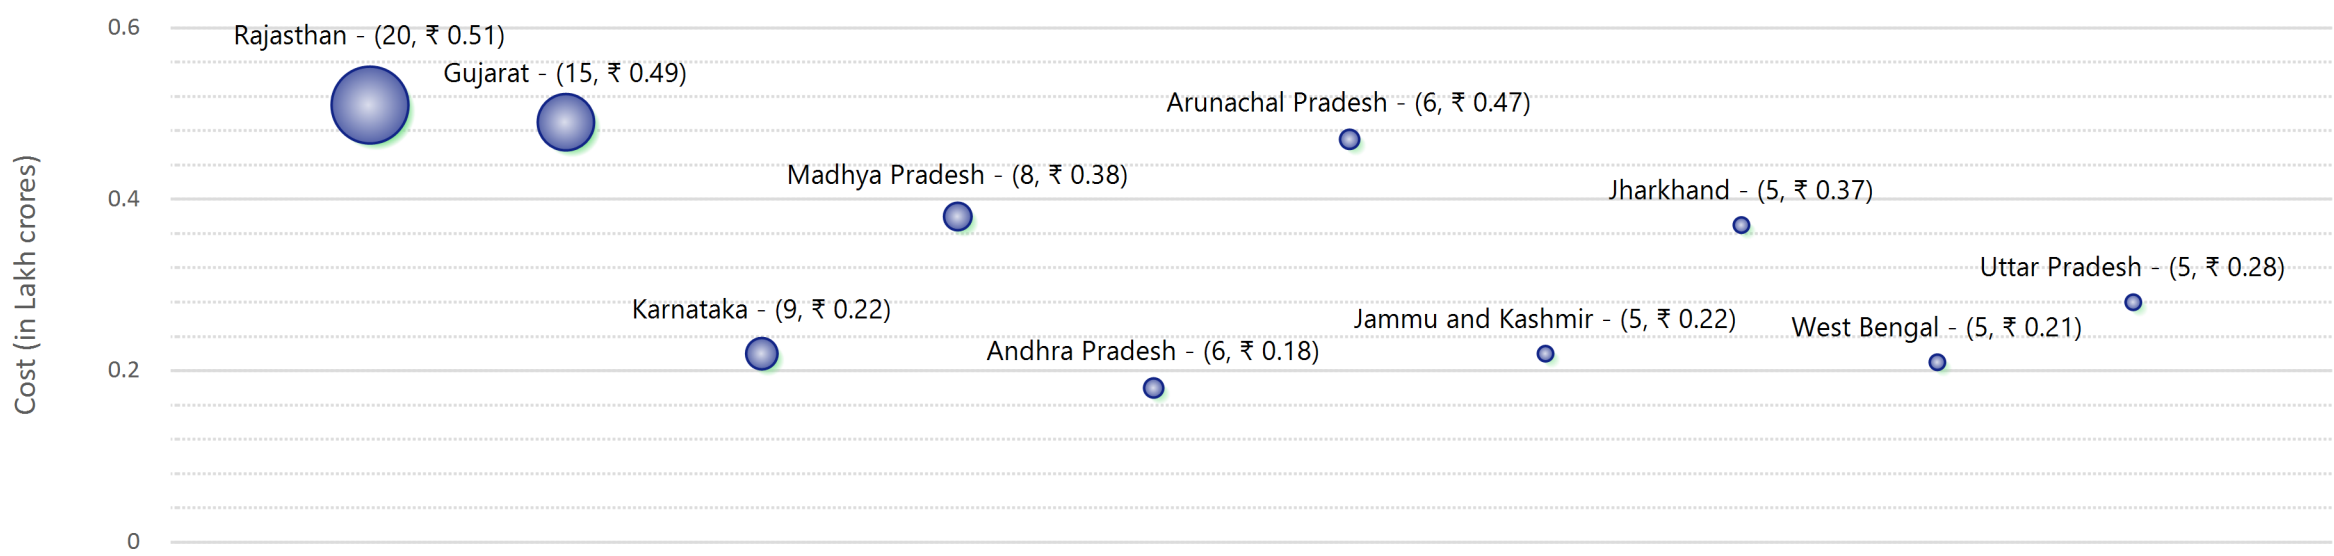 Cost (in Lakh crores)
0.6
0.4
0.2
0
Rajasthan - (20, ₹ 0.51)
Gujarat - (15, ₹ 0.49)
Karnataka - (9, ₹ 0.22)
Madhya Pradesh - (8, ₹ 0.38)
Andhra Pradesh - (6, ₹ 0.18)
Arunachal Pradesh - (6, ₹ 0.47)
Jammu and Kashmir - (5, ₹ 0.22)
Jharkhand - (5, ₹ 0.37)
West Bengal - (5, ₹ 0.21)
Uttar Pradesh - (5, ₹ 0.28)